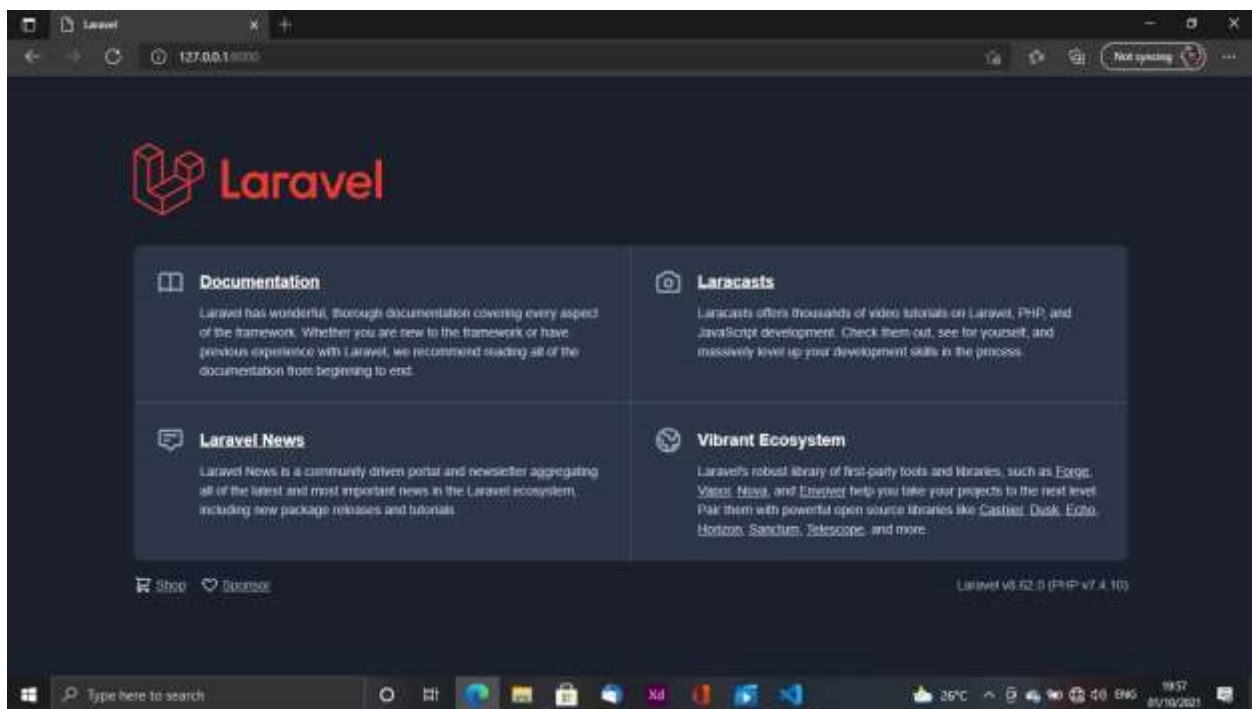 Laravel
127.0.0.1:8000
Not syncing
Laravel
Documentation
Laravel has wonderful, thorough documentation covering every aspect
of the framework. Whether you are new to the framework or have
previous experience with Laravel, we recommend reading all of the
documentation from beginning to end.
Laracasts
Laracasts offers thousands of video tutorials on Laravel, PHP, and
JavaScript development. Check them out, see for yourself, and
massively level up your development skills in the process.
Laravel News
Laravel News is a community driven portal and newsletter aggregating
all of the latest and most important news in the Laravel ecosystem,
including new package releases and tutorials.
Vibrant Ecosystem
Laravel's robust library of first-party tools and libraries, such as Forge,
Vapor, Nova, and Envoyer help you take your projects to the next level.
Pair them with powerful open source libraries like Cashier, Dusk, Echo,
Horizon, Sanctum, Telescope, and more.
Shop Sponsor
Laravel v8.62.0 (PHP v7.4.10)
Type here to search
Xd
26°C
ENG
19:57
01/10/2021